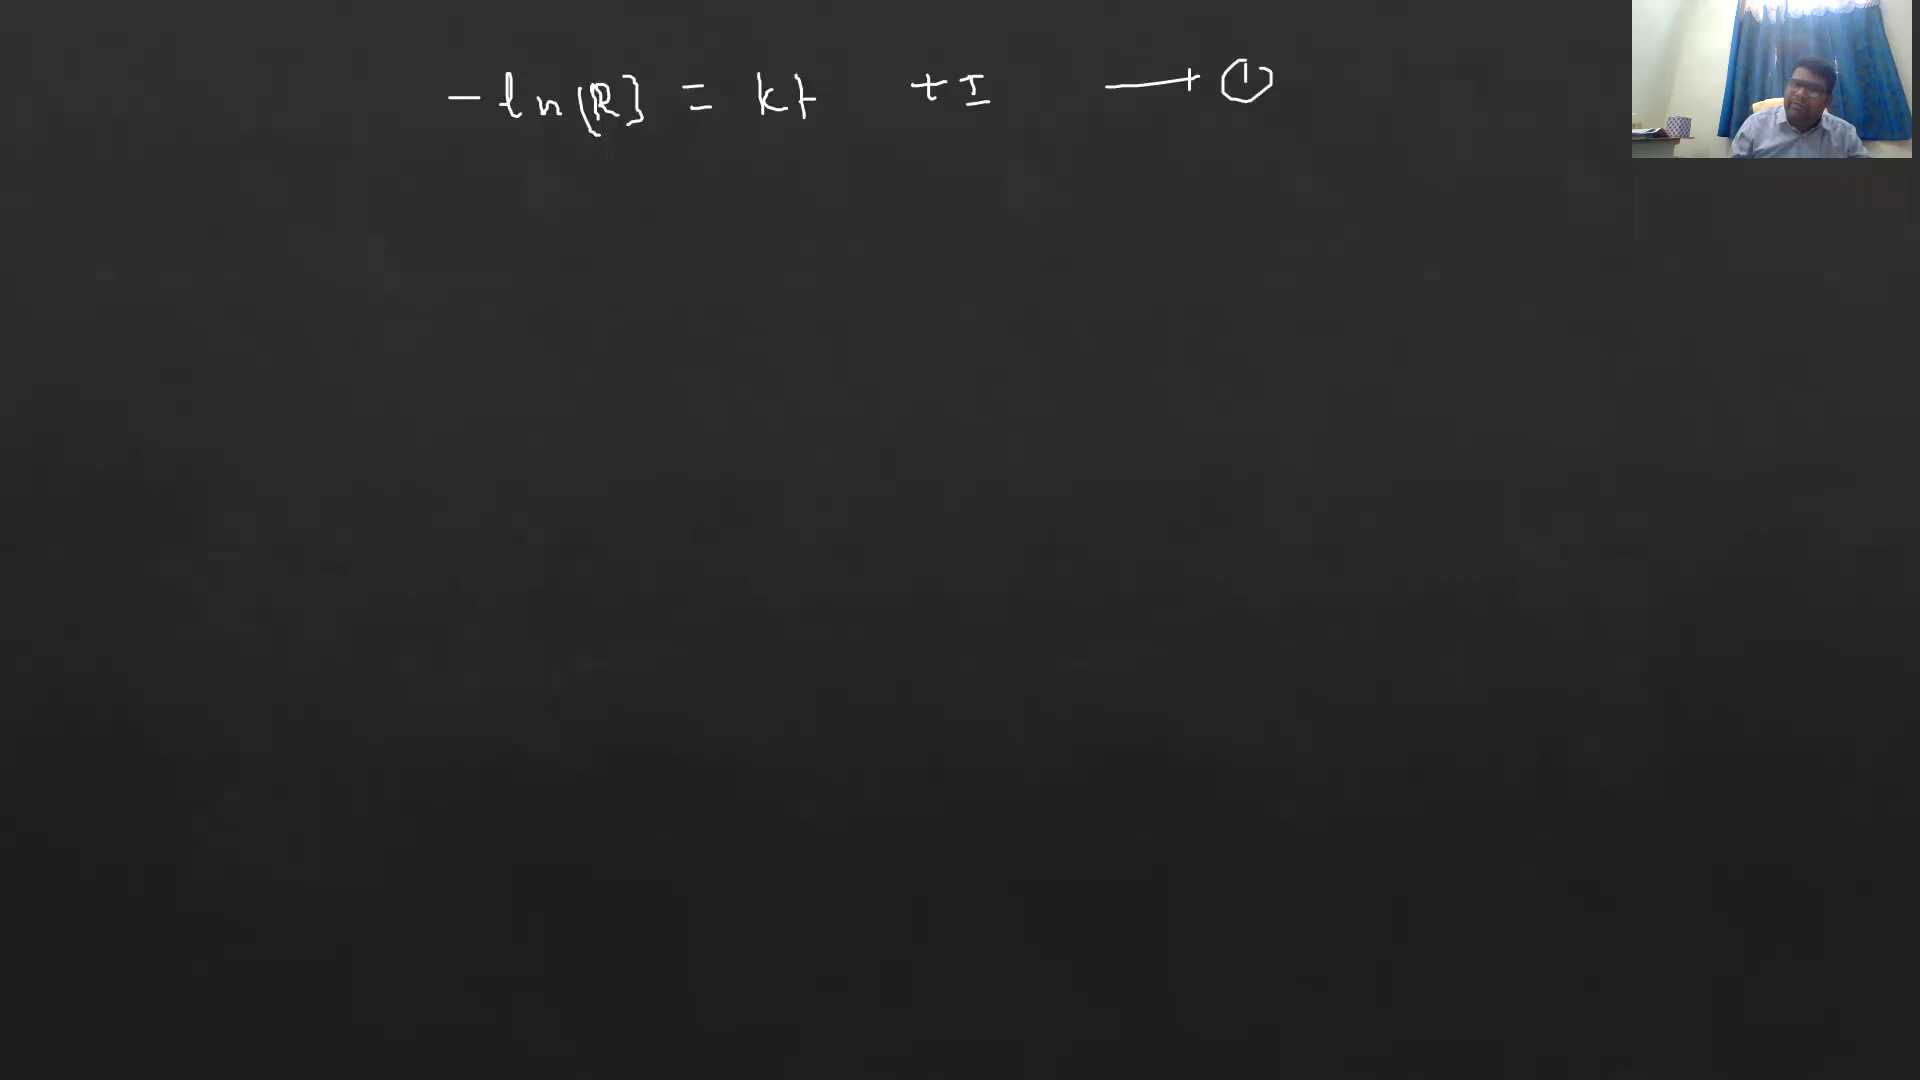 - ln[R] = kt + I → ①